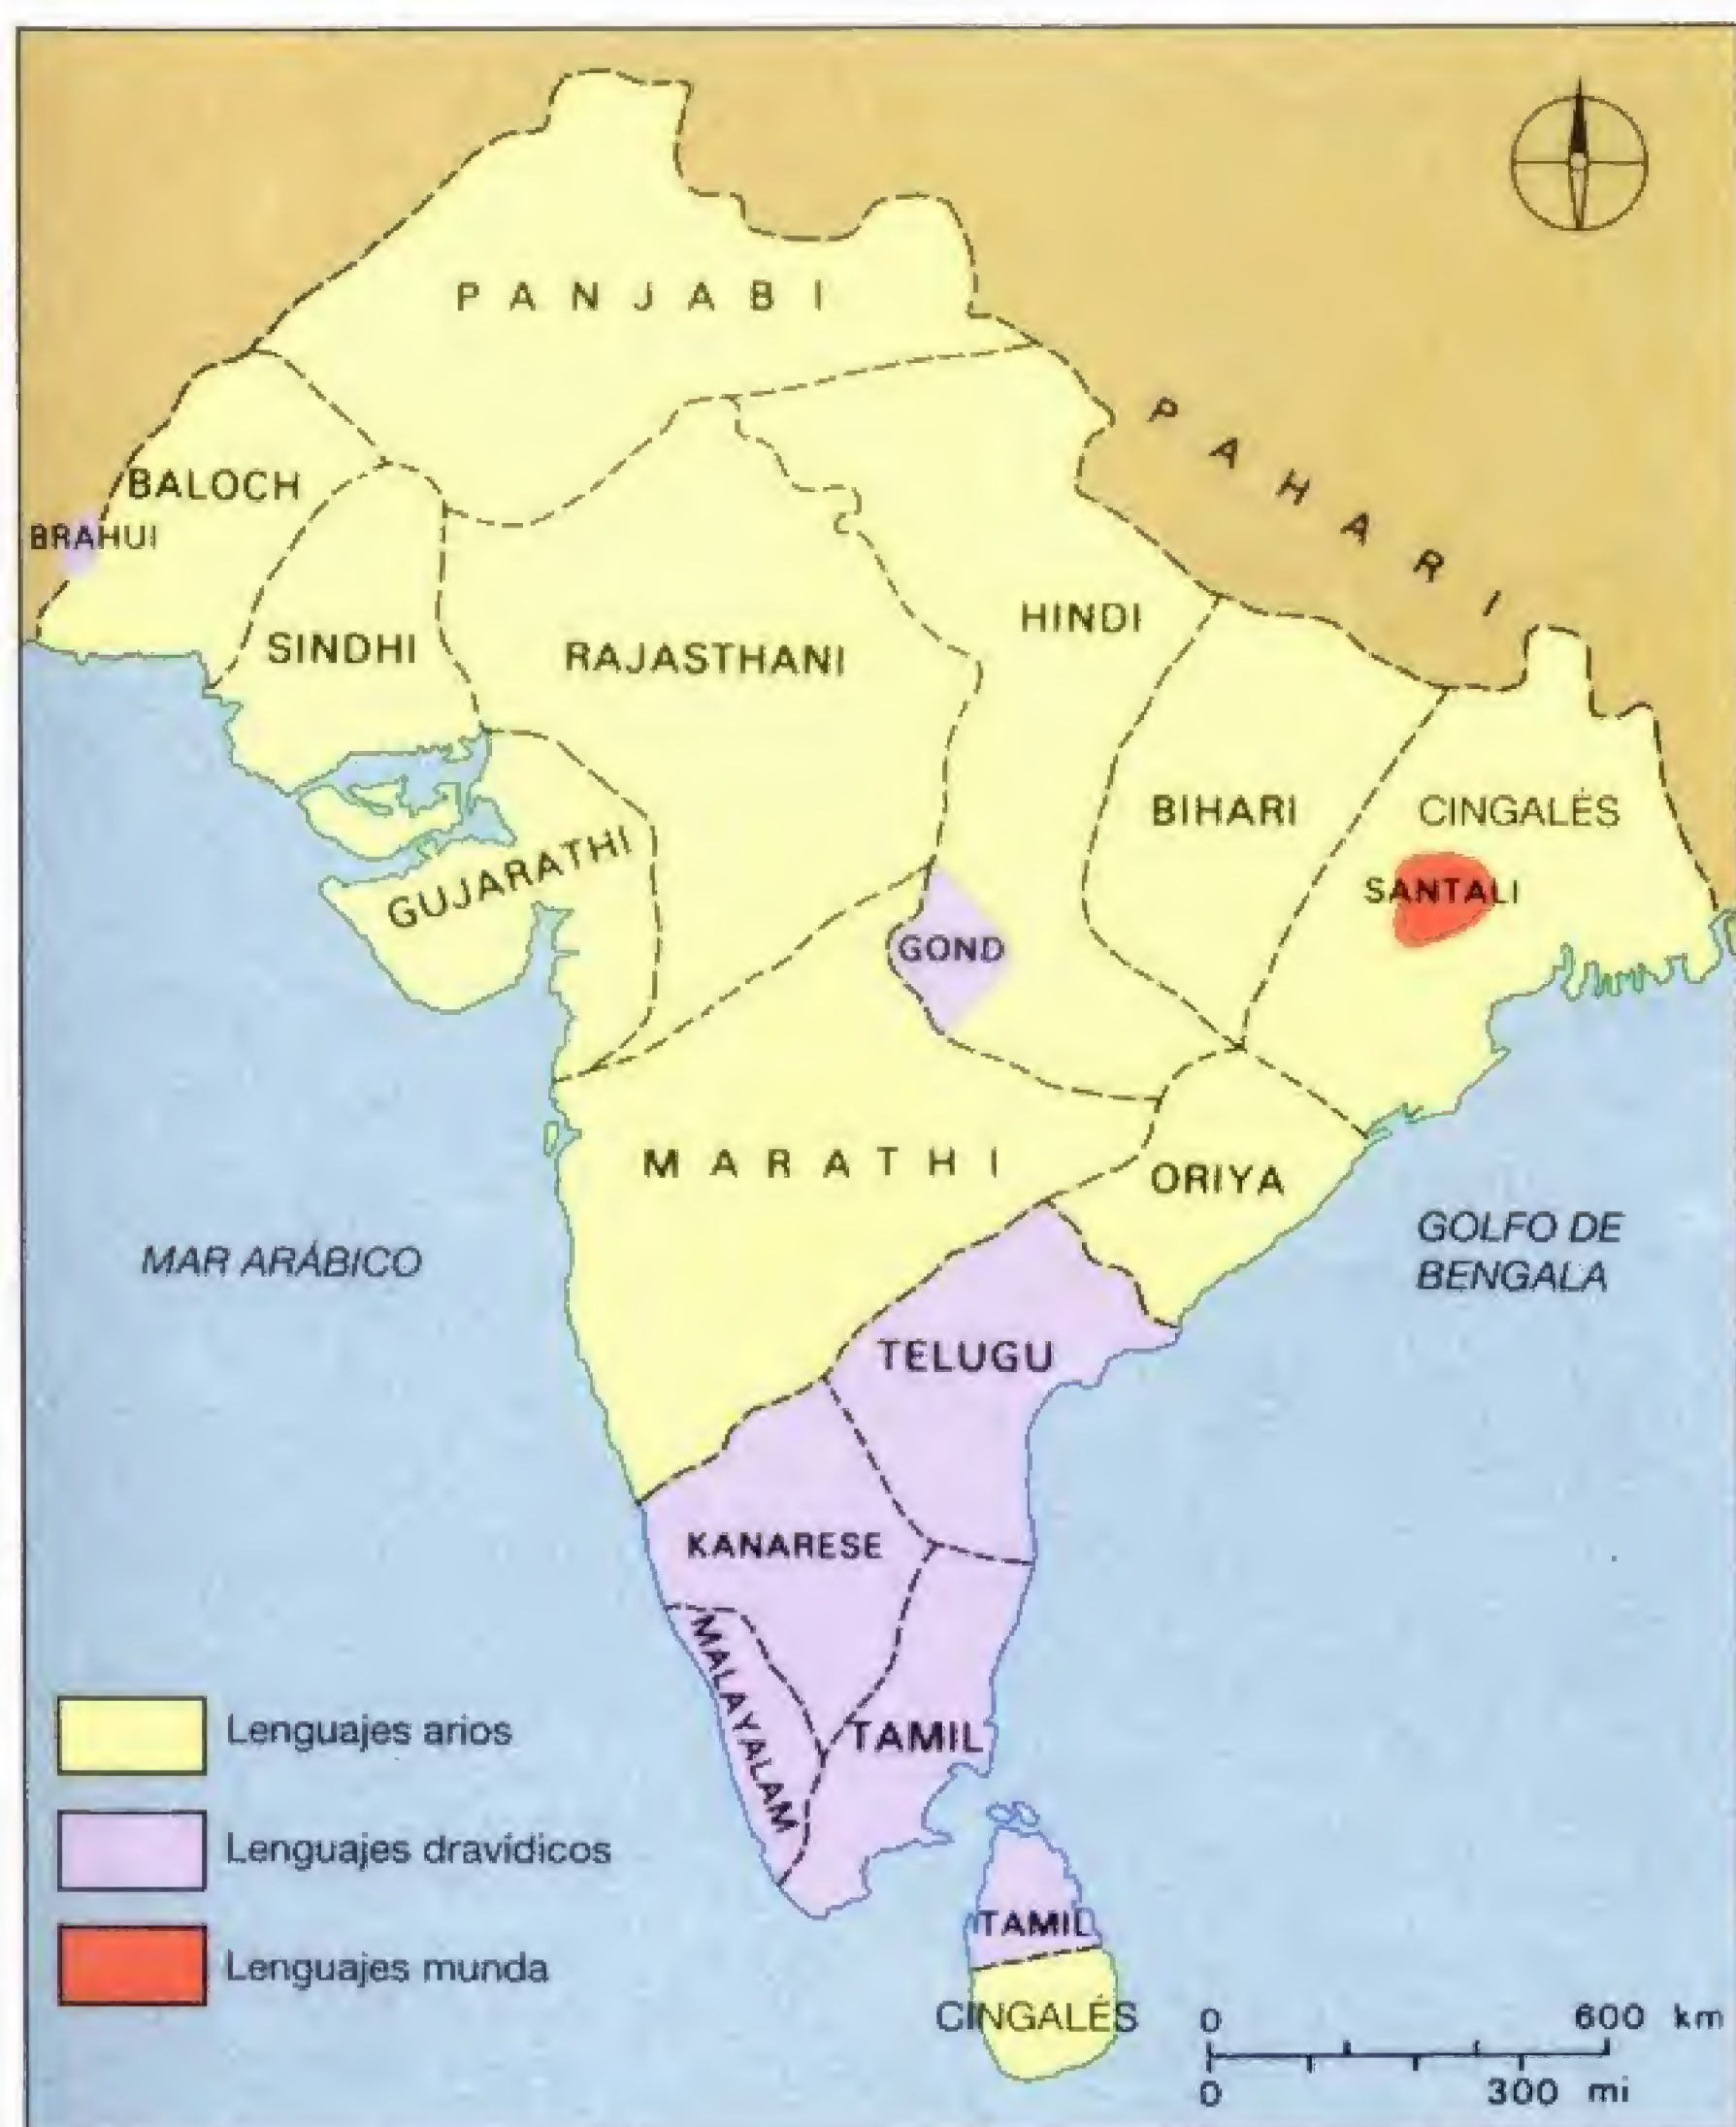 PANJABI
PAHARI
BALOCH
BRAHUI
SINDHI
RAJASTHANI
HINDI
BIHARI
CINGALÉS
SANTALI
GUJARATHI
GOND
MARATHI
ORIYA
MAR ARÁBICO
GOLFO DE
BENGALA
TELUGU
KANARESE
MALAYALAM
TAMIL
TAMIL
CINGALÉS
Lenguajes arios
Lenguajes dravídicos
Lenguajes munda
0 600 km
0 300 mi